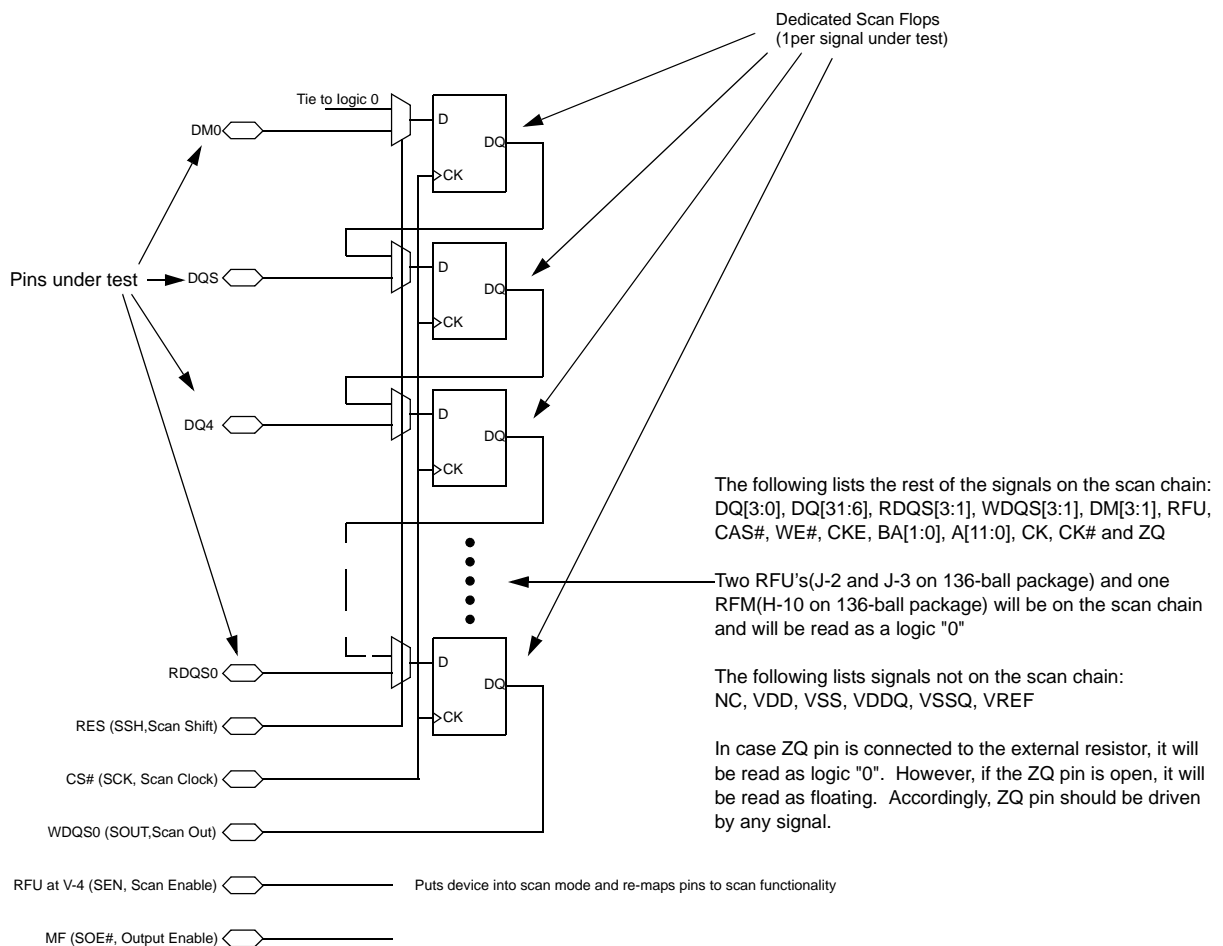 Dedicated Scan Flops
(1per signal under test)
Tie to logic 0
D
DM0
DQ
CK
D
Pins under test
DQS
DQ
CK
D
DQ4
DQ
CK
The following lists the rest of the signals on the scan chain:
DQ[3:0], DQ[31:6], RDQS[3:1], WDQS[3:1], DM[3:1], RFU,
CAS#, WE#, CKE, BA[1:0], A[11:0], CK, CK# and ZQ
Two RFU's(J-2 and J-3 on 136-ball package) and one
RFM(H-10 on 136-ball package) will be on the scan chain
and will be read as a logic "0"
The following lists signals not on the scan chain:
NC, VDD, VSS, VDDQ, VSSQ, VREF
In case ZQ pin is connected to the external resistor, it will
be read as logic "0".  However, if the ZQ pin is open, it will
be read as floating.  Accordingly, ZQ pin should be driven
by any signal.
D
RDQS0
DQ
CK
RES (SSH,Scan Shift)
CS# (SCK, Scan Clock)
WDQS0 (SOUT,Scan Out)
RFU at V-4 (SEN, Scan Enable)
Puts device into scan mode and re-maps pins to scan functionality
MF (SOE#, Output Enable)